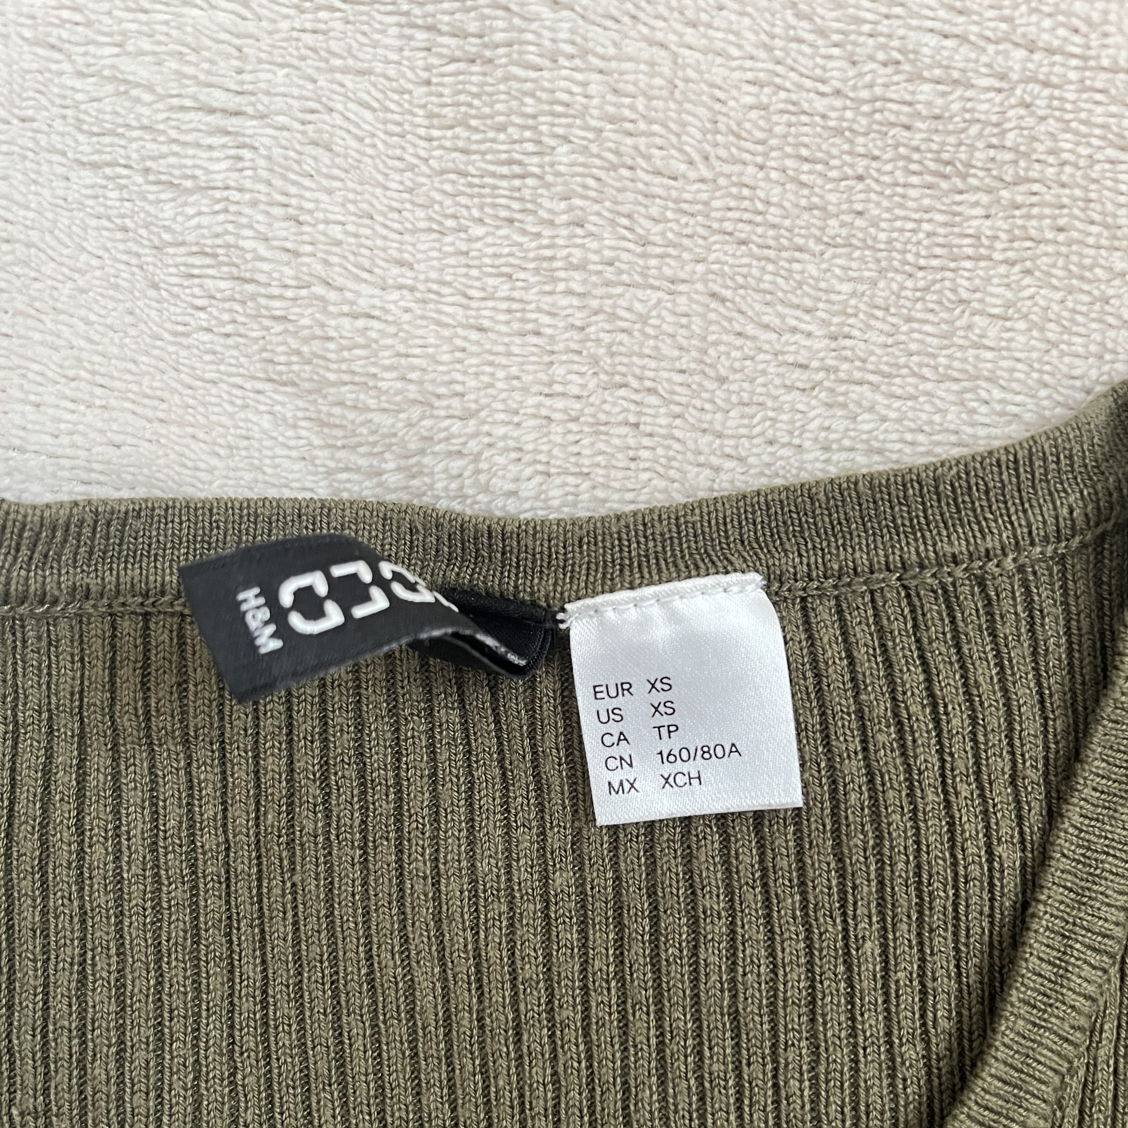 H&M
EUR XS
US XS
CA TP
CN 160/80A
MX XCH